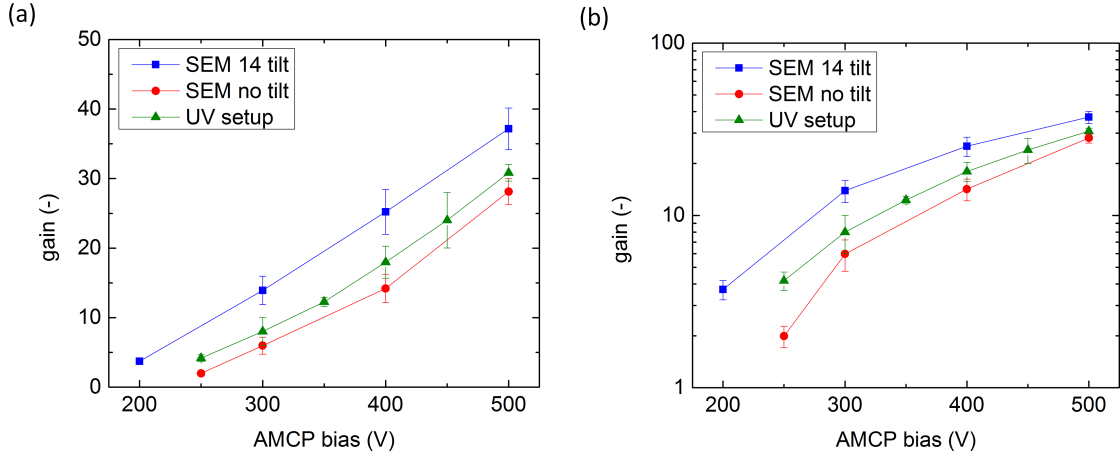 (a)
50
40
30
20
10
0
gain (-)
SEM 14 tilt
SEM no tilt
UV setup
200
300
400
500
AMCP bias (V)
(b)
100
10
1
gain (-)
SEM 14 tilt
SEM no tilt
UV setup
200
300
400
500
AMCP bias (V)